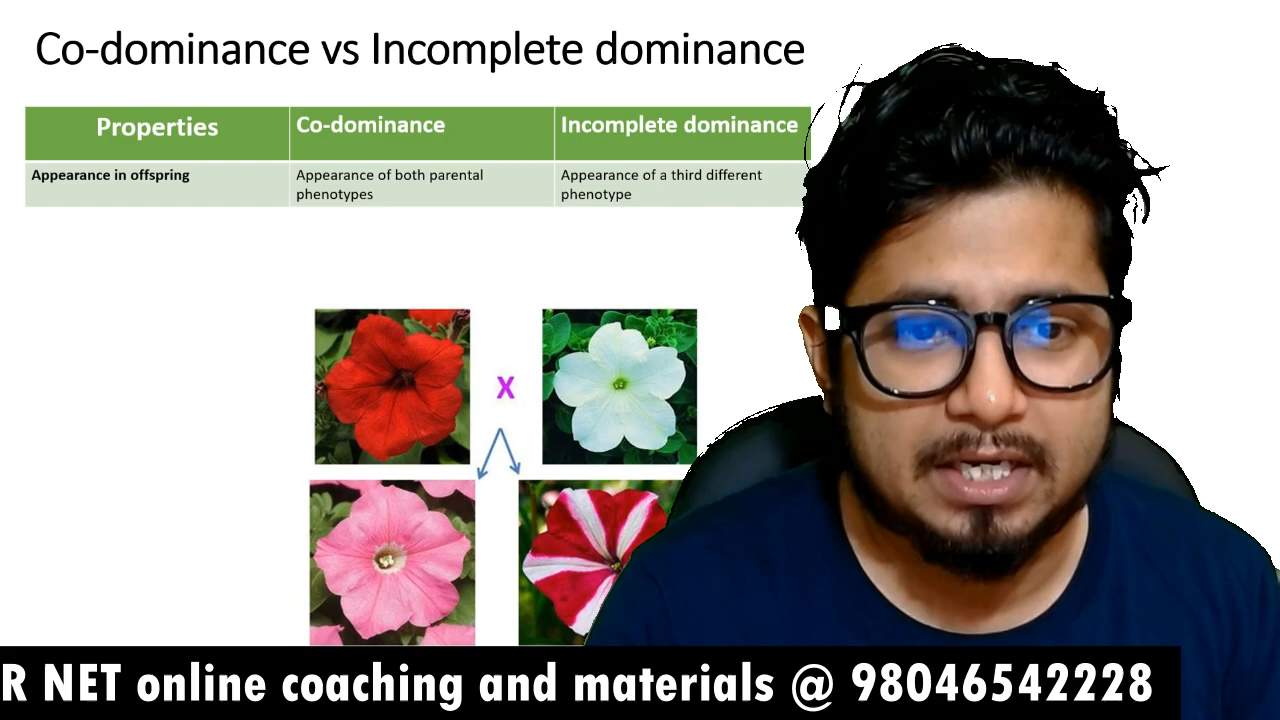 Co-dominance vs Incomplete dominance
Properties
Co-dominance
Incomplete dominance
Appearance in offspring
Appearance of both parental
phenotypes
Appearance of a third different
phenotype
X
R NET online coaching and materials @ 98046542228